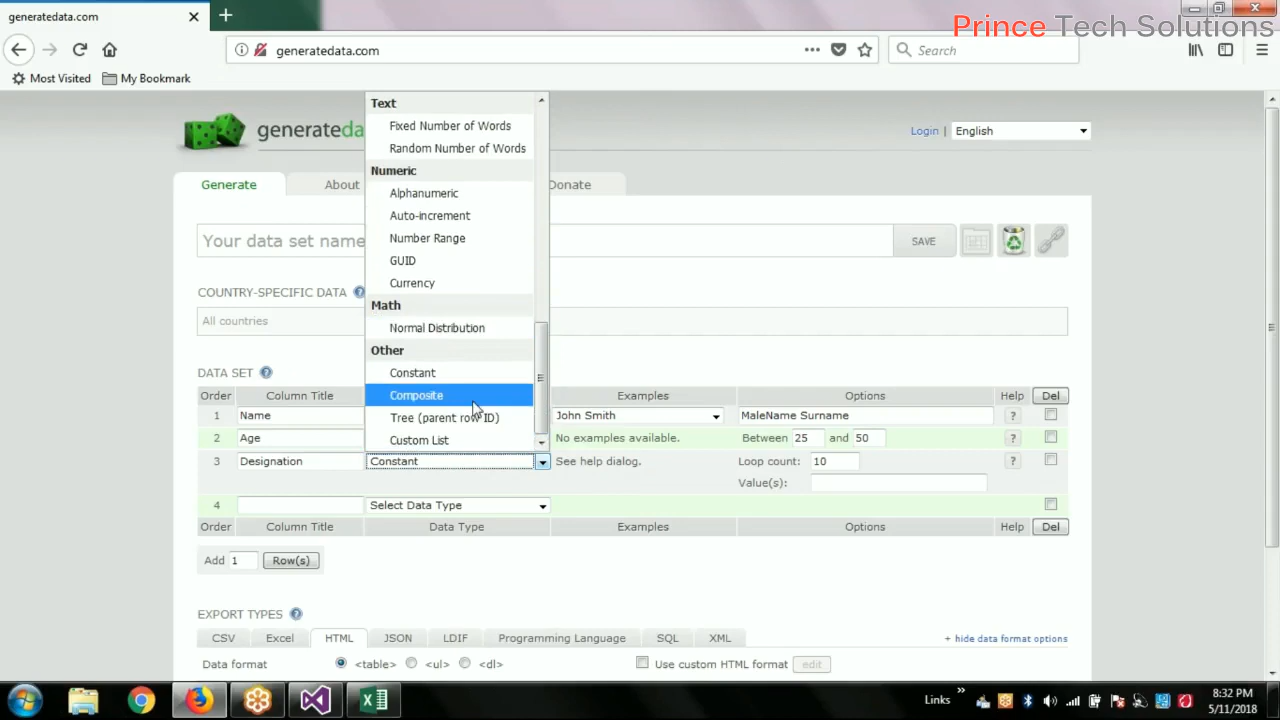 generatedata.com
Prince Tech Solutions
generatedata.com
Search
Most Visited
My Bookmark
generateda
Login | English
Generate
About
Donate
Your data set name
SAVE
COUNTRY-SPECIFIC DATA
All countries
DATA SET
Text
Fixed Number of Words
Random Number of Words
Numeric
Alphanumeric
Auto-increment
Number Range
GUID
Currency
Math
Normal Distribution
Other
Constant
Composite
Tree (parent row ID)
Custom List
Order Column Title Examples Options Help Del
1 Name John Smith MaleName Surname ?
2 Age No examples available. Between 25 and 50 ?
3 Designation Constant See help dialog. Loop count: 10 ?
Value(s):
4 Select Data Type
Order Column Title Data Type Examples Options Help Del
Add 1 Row(s)
EXPORT TYPES
CSV Excel HTML JSON LDIF Programming Language SQL XML
+ hide data format options
Data format <table> <ul> <dl> Use custom HTML format edit
Links
8:32 PM
5/11/2018